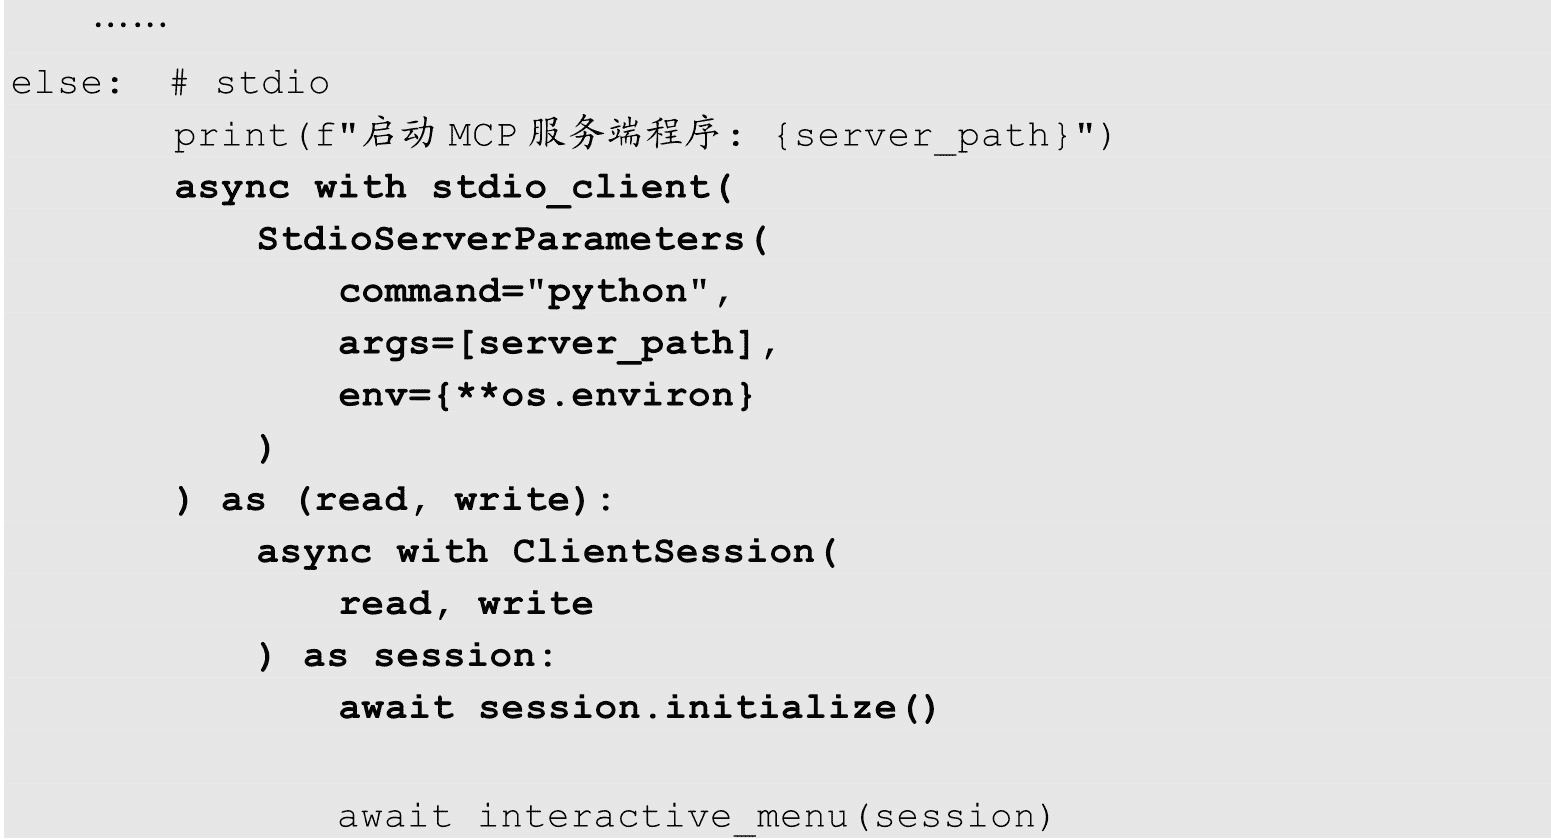 ……
else:  # stdio
print(f"启动 MCP 服务端程序: {server_path}")
async with stdio_client(
StdioServerParameters(
command="python",
args=[server_path],
env={**os.environ}
)
) as (read, write):
async with ClientSession(
read, write
) as session:
await session.initialize()
await interactive_menu(session)